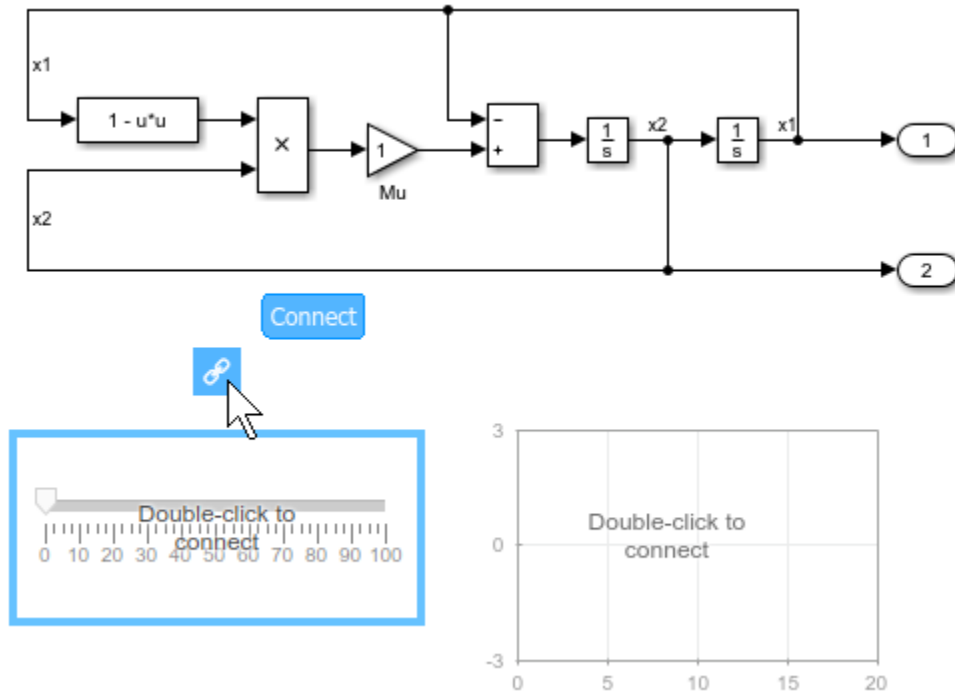 x1
1 - u*u
×
1
Mu
−
+
1
s
x2
1
s
x1
1
x2
2
Connect
Double-click to
connect
0 10 20 30 40 50 60 70 80 90 100
3
0
-3
Double-click to
connect
0 5 10 15 20